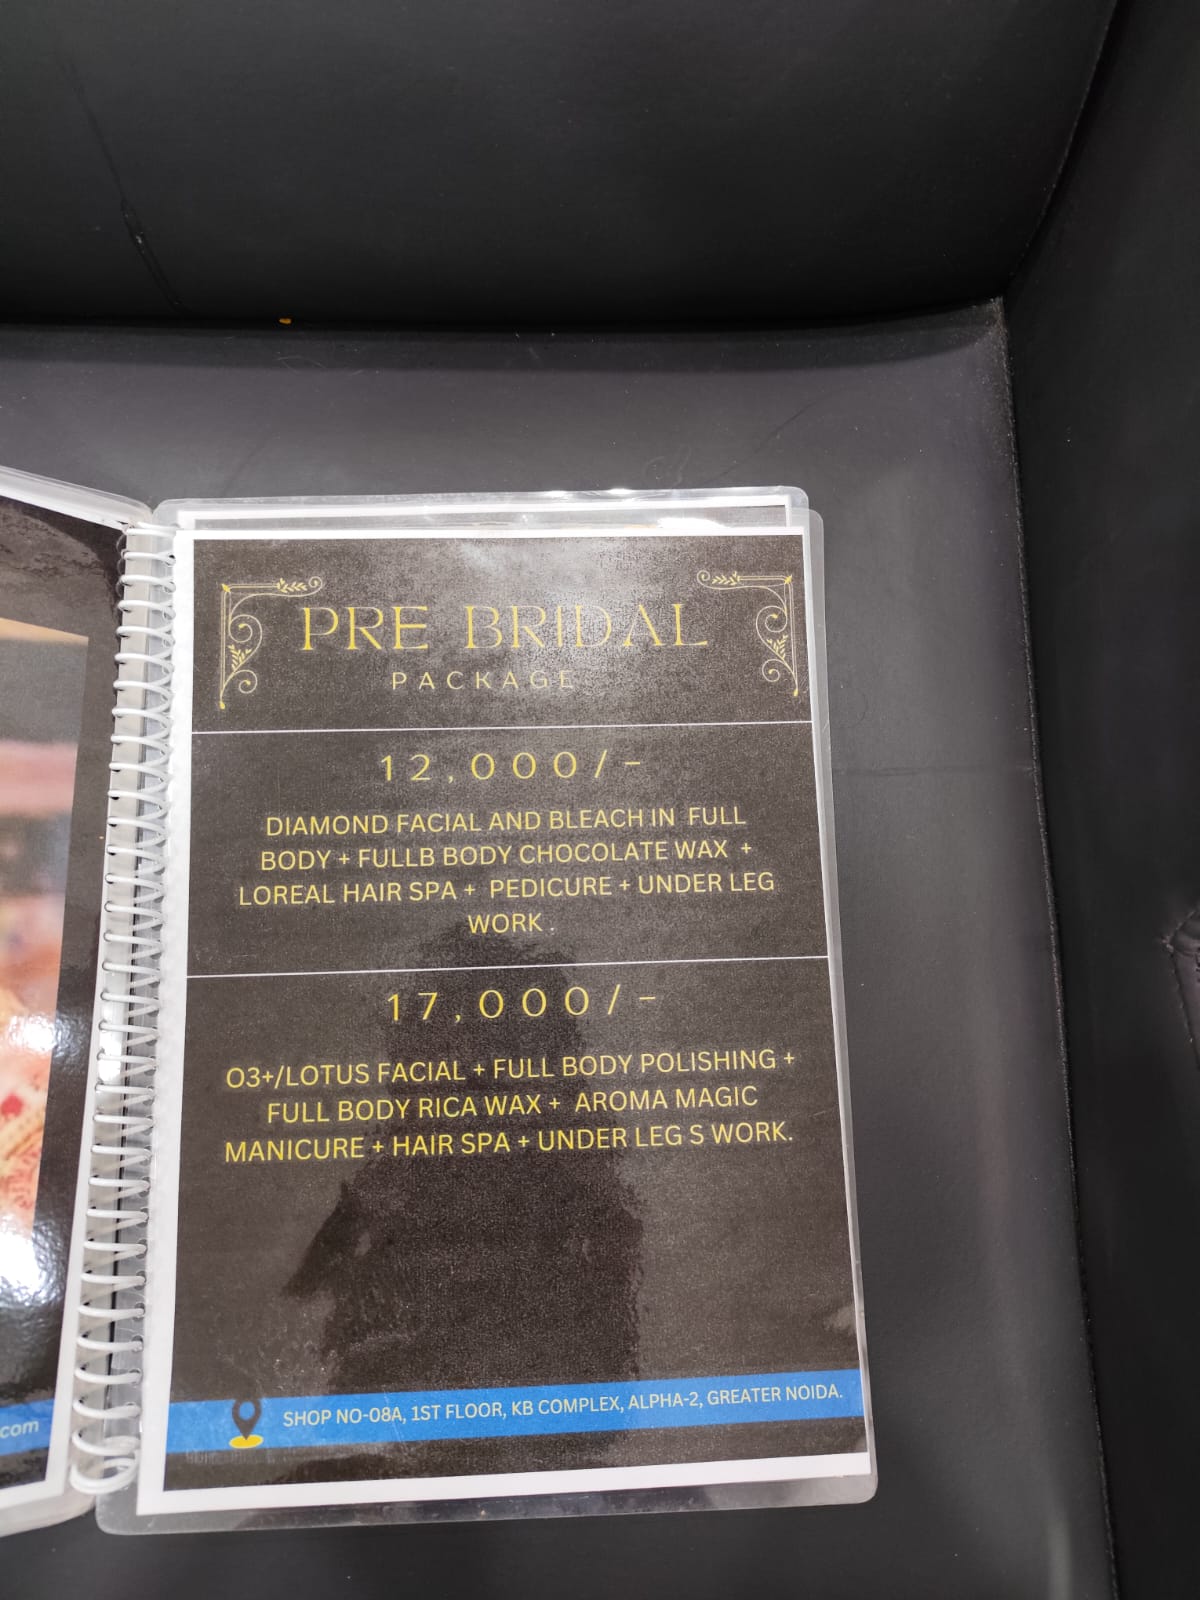 PRE BRIDAL
PACKAGE
12,000/-
DIAMOND FACIAL AND BLEACH IN FULL
BODY + FULLB BODY CHOCOLATE WAX +
LOREAL HAIR SPA + PEDICURE + UNDER LEG
WORK .
17,000/-
O3+/LOTUS FACIAL + FULL BODY POLISHING +
FULL BODY RICA WAX + AROMA MAGIC
MANICURE + HAIR SPA + UNDER LEG S WORK.
SHOP NO-08A, 1ST FLOOR, KB COMPLEX, ALPHA-2, GREATER NOIDA.
.com